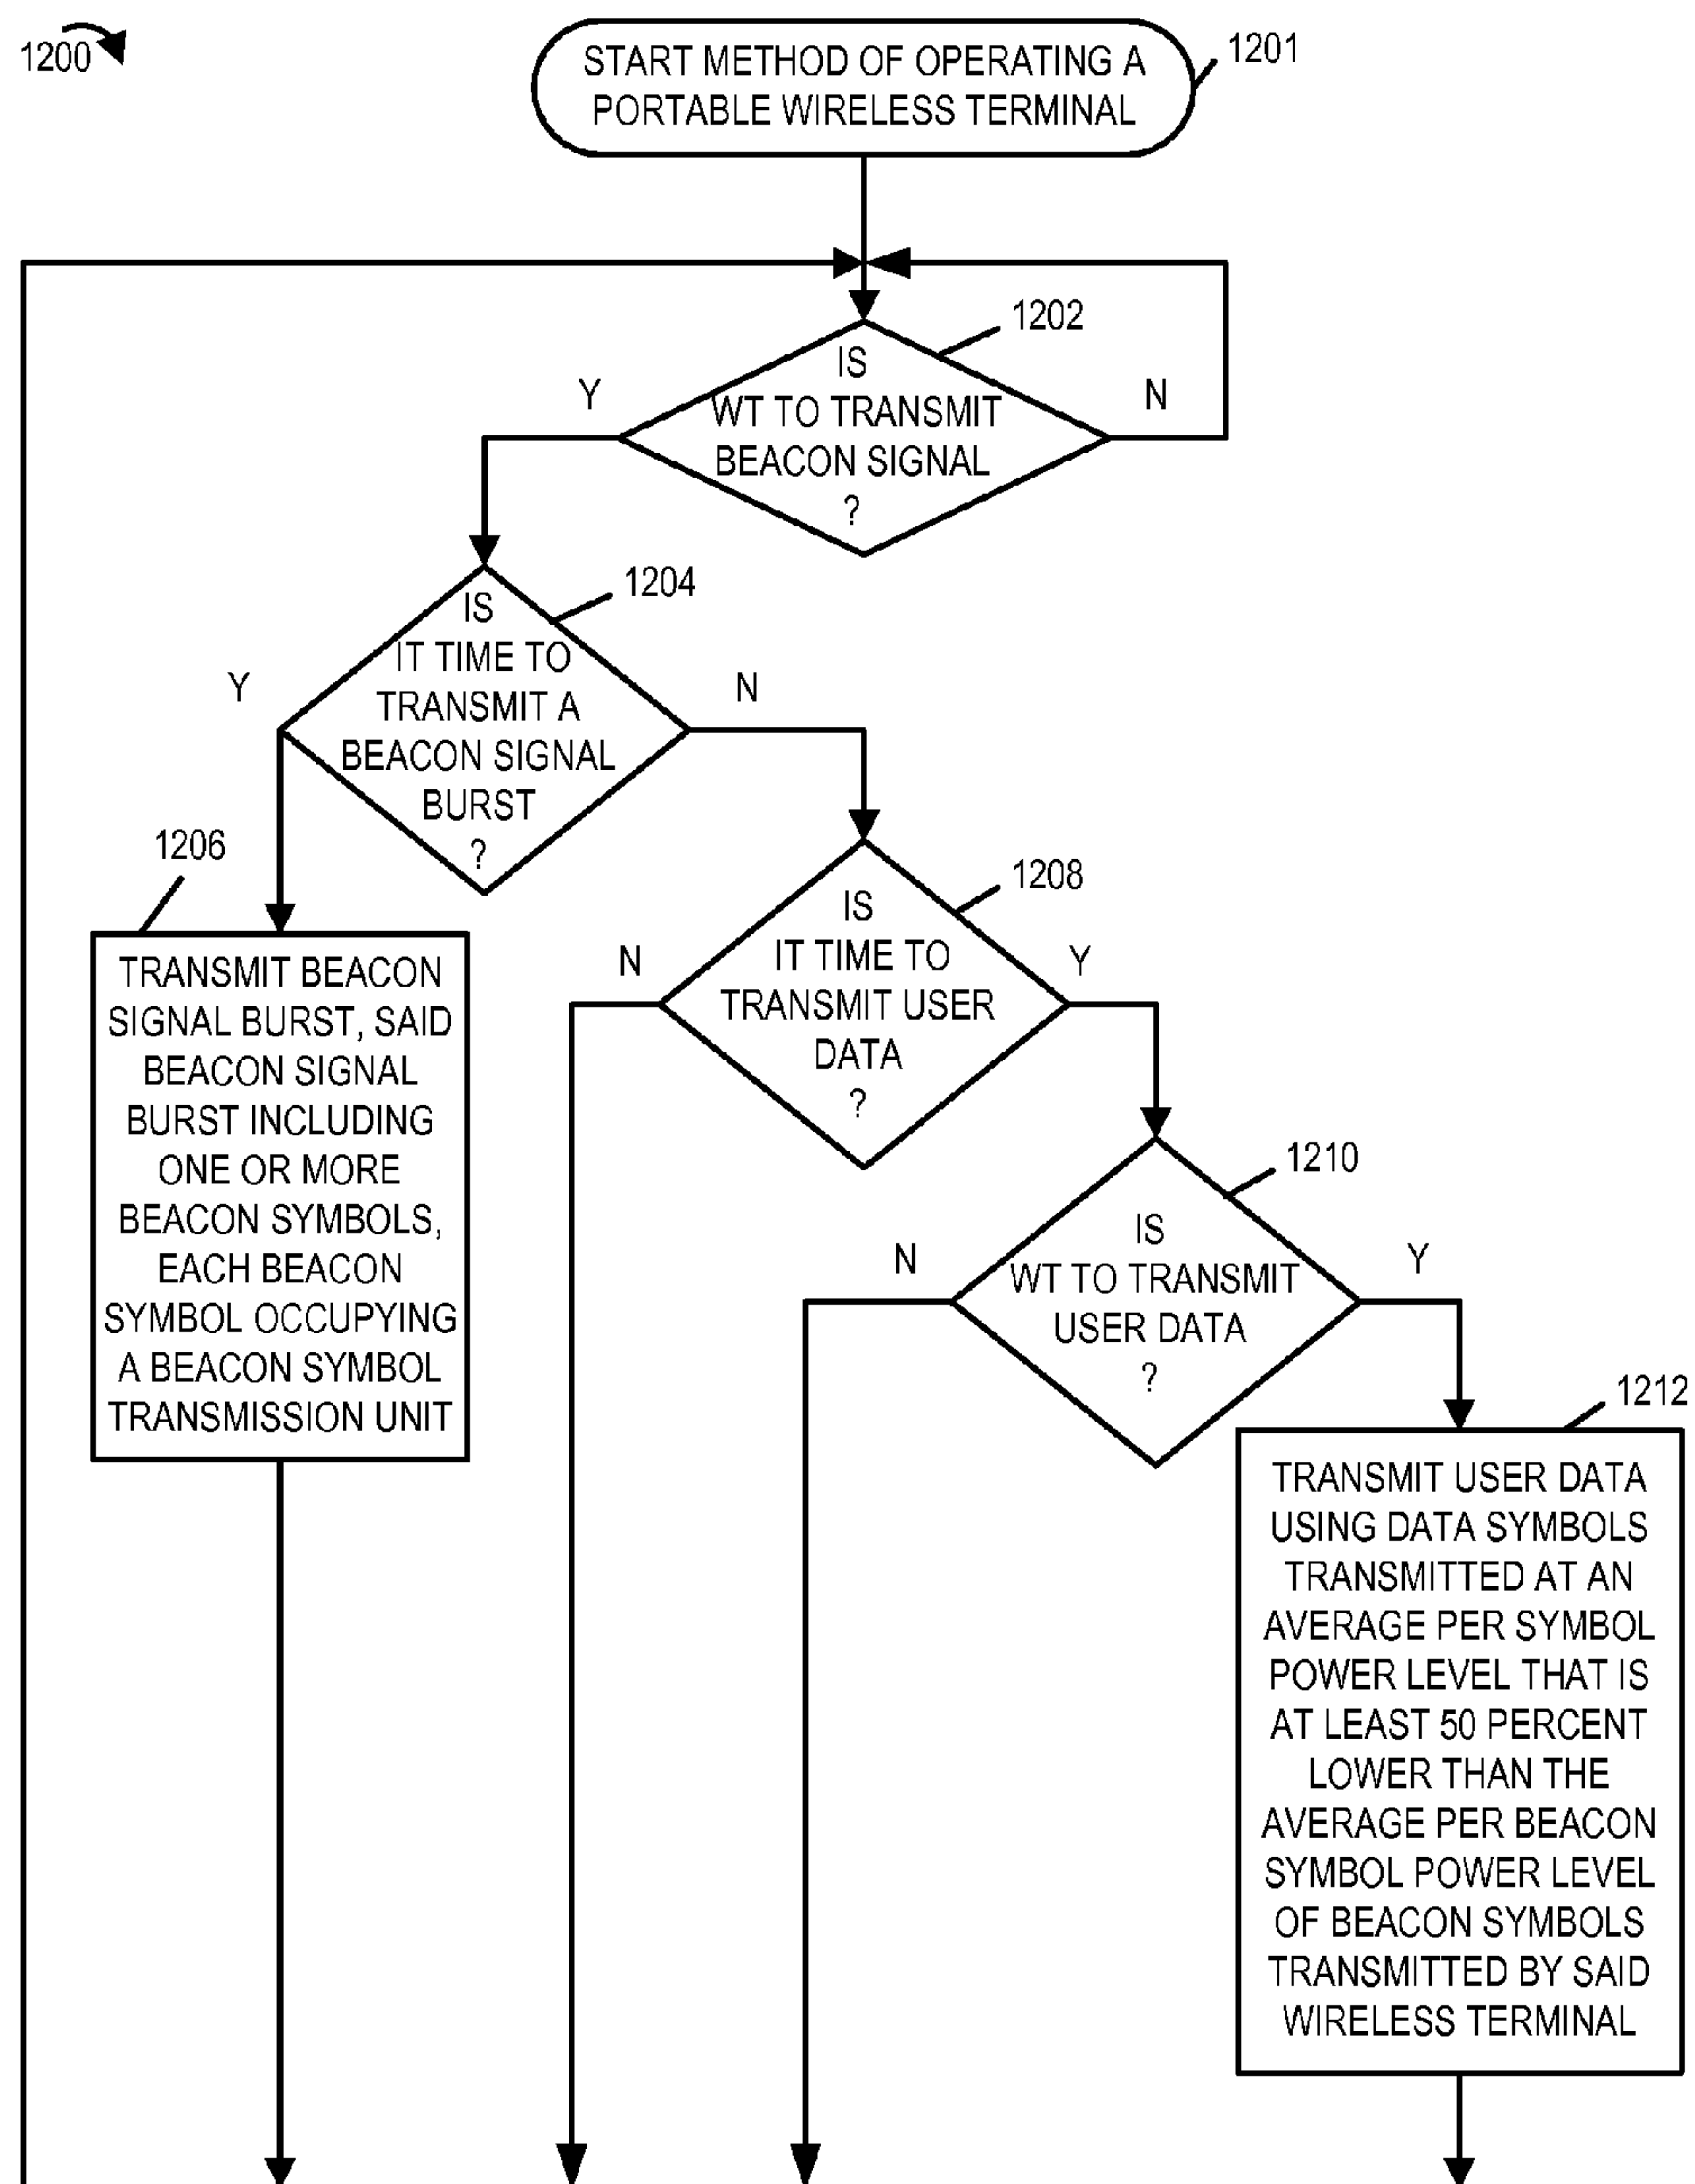 1200
START METHOD OF OPERATING A
PORTABLE WIRELESS TERMINAL
1201
1202
IS
WT TO TRANSMIT
BEACON SIGNAL
?
Y
N
1204
IS
IT TIME TO
TRANSMIT A
BEACON SIGNAL
BURST
?
Y
N
1206
TRANSMIT BEACON
SIGNAL BURST, SAID
BEACON SIGNAL
BURST INCLUDING
ONE OR MORE
BEACON SYMBOLS,
EACH BEACON
SYMBOL OCCUPYING
A BEACON SYMBOL
TRANSMISSION UNIT
1208
IS
IT TIME TO
TRANSMIT USER
DATA
?
N
Y
1210
IS
WT TO TRANSMIT
USER DATA
?
N
Y
1212
TRANSMIT USER DATA
USING DATA SYMBOLS
TRANSMITTED AT AN
AVERAGE PER SYMBOL
POWER LEVEL THAT IS
AT LEAST 50 PERCENT
LOWER THAN THE
AVERAGE PER BEACON
SYMBOL POWER LEVEL
OF BEACON SYMBOLS
TRANSMITTED BY SAID
WIRELESS TERMINAL